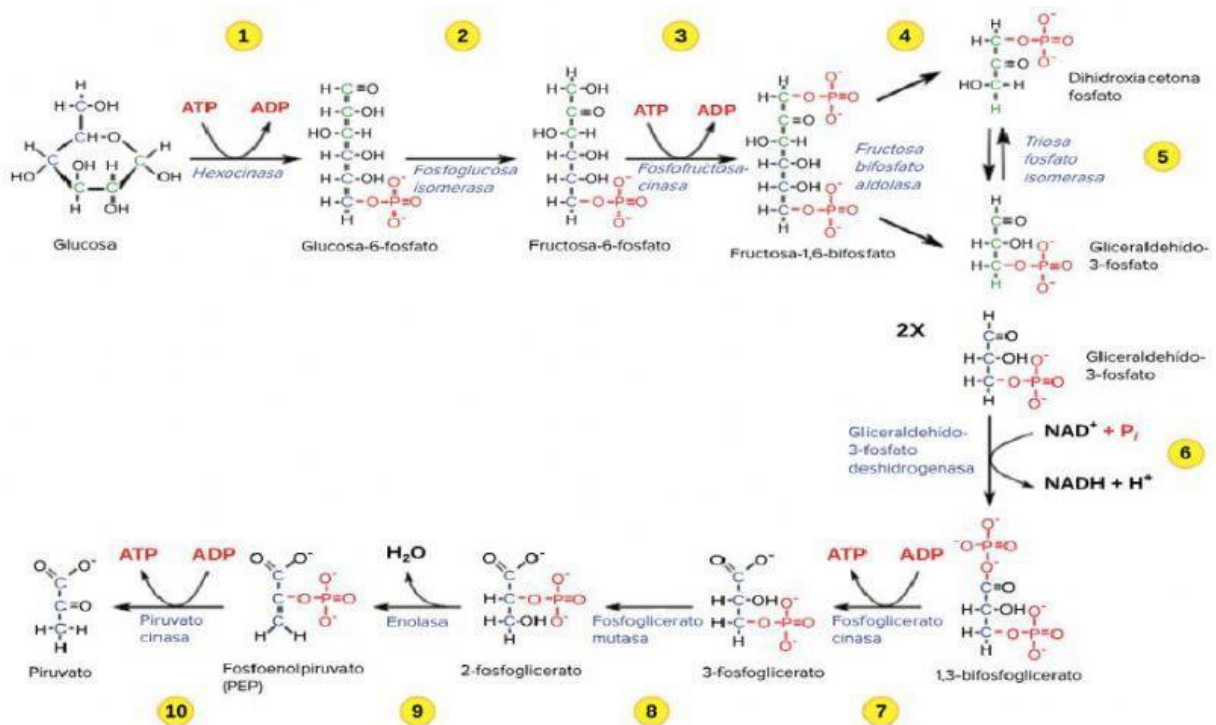 1
2
3
4
ATP
ADP
Hexocinasa
Glucosa
Fosfoglucosa
isomerasa
Glucosa-6-fosfato
ATP
ADP
Fosfofructosa-
cinasa
Fructosa-6-fosfato
Fructosa
bifosfato
aldolasa
Fructosa-1,6-bifosfato
Dihidroxiacetona
fosfato
Triosa
fosfato
isomerasa
5
Gliceraldehído-
3-fosfato
2X
Gliceraldehído-
3-fosfato
Gliceraldehído-
3-fosfato
deshidrogenasa
NAD⁺ + Pi
NADH + H⁺
6
ATP
ADP
Piruvato
cinasa
Piruvato
H₂O
Enolasa
Fosfoenolpiruvato
(PEP)
Fosfoglicerato
mutasa
2-fosfoglicerato
ATP
ADP
Fosfoglicerato
cinasa
3-fosfoglicerato
1,3-bifosfoglicerato
10
9
8
7